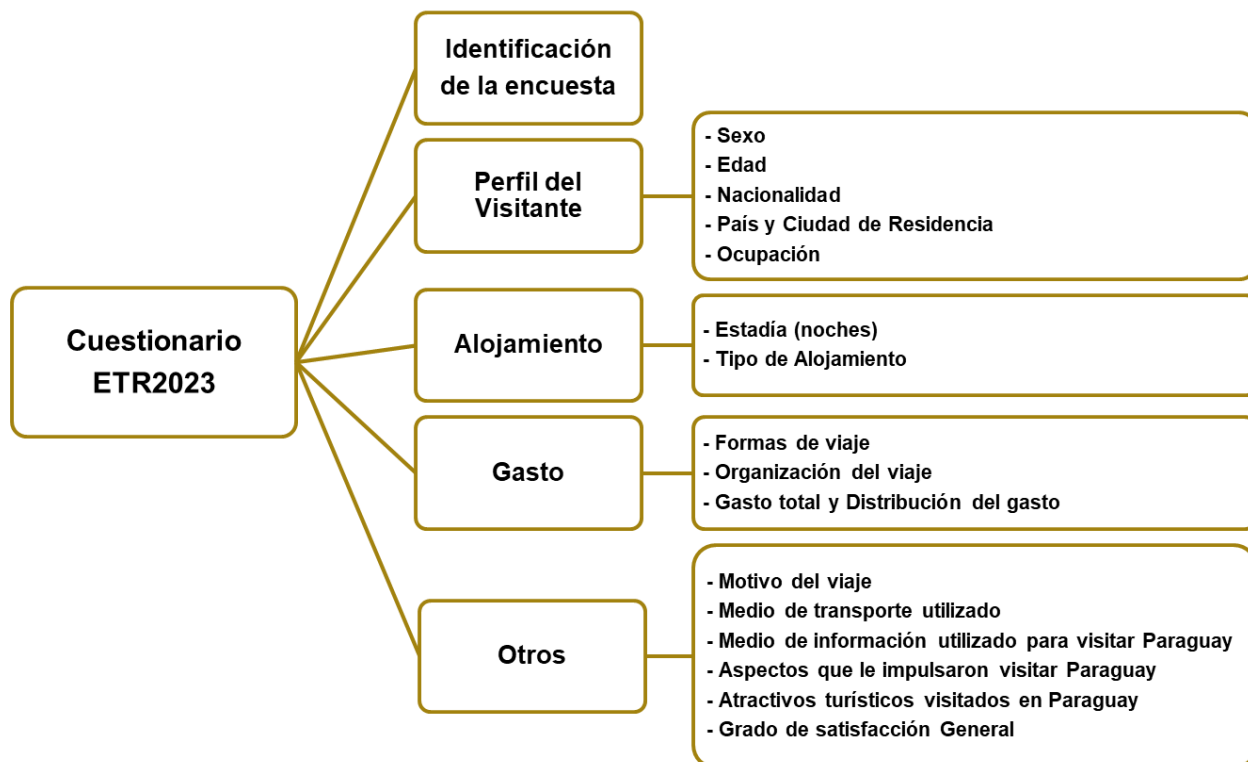 Cuestionario
ETR2023
Identificación
de la encuesta
Perfil del
Visitante
- Sexo
- Edad
- Nacionalidad
- País y Ciudad de Residencia
- Ocupación
Alojamiento
- Estadía (noches)
- Tipo de Alojamiento
Gasto
- Formas de viaje
- Organización del viaje
- Gasto total y Distribución del gasto
Otros
- Motivo del viaje
- Medio de transporte utilizado
- Medio de información utilizado para visitar Paraguay
- Aspectos que le impulsaron visitar Paraguay
- Atractivos turísticos visitados en Paraguay
- Grado de satisfacción General